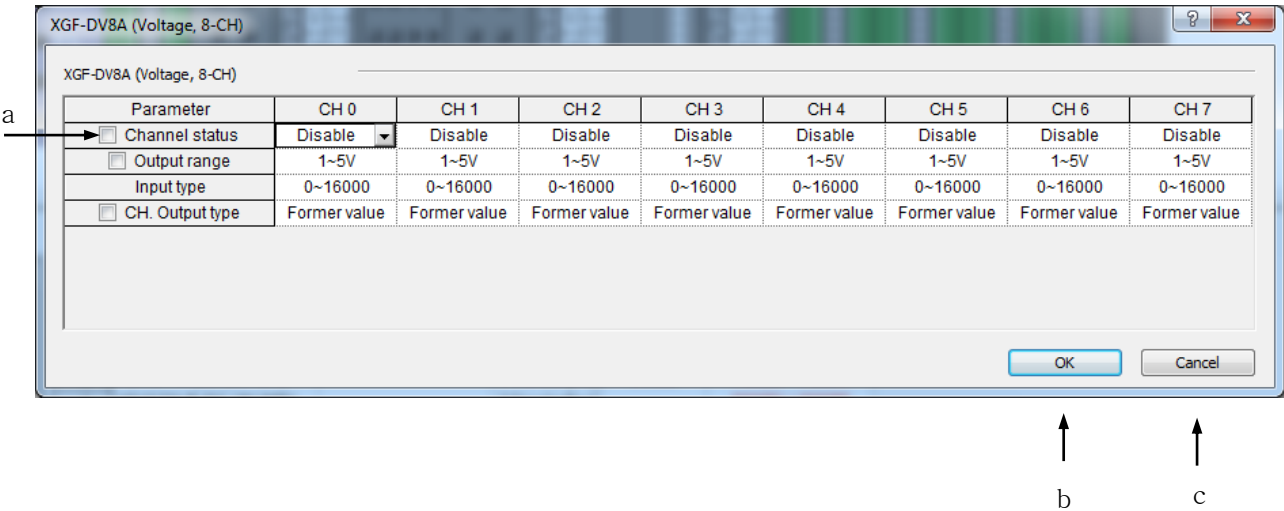 XGF-DV8A (Voltage, 8-CH)
? X
XGF-DV8A (Voltage, 8-CH)
a
Parameter CH 0 CH 1 CH 2 CH 3 CH 4 CH 5 CH 6 CH 7
Channel status Disable Disable Disable Disable Disable Disable Disable Disable
Output range 1~5V 1~5V 1~5V 1~5V 1~5V 1~5V 1~5V 1~5V
Input type 0~16000 0~16000 0~16000 0~16000 0~16000 0~16000 0~16000 0~16000
CH. Output type Former value Former value Former value Former value Former value Former value Former value Former value
OK Cancel
b c